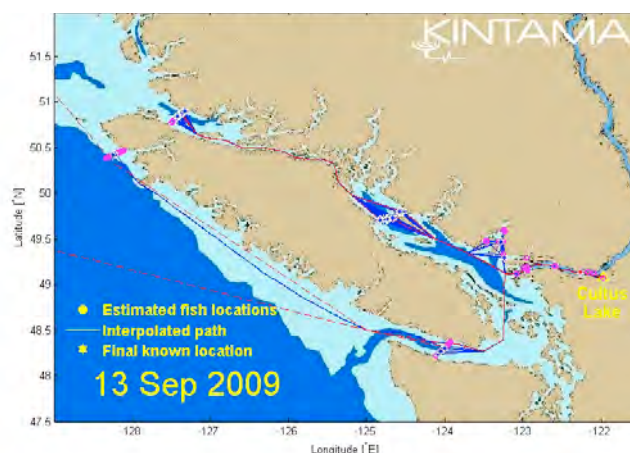 KINTAMA
51.5
51
50.5
50
49.5
49
48.5
48
47.5
Latitude [°N]
Cultus
Lake
Estimated fish locations
Interpolated path
Final known location
13 Sep 2009
-128
-127
-126
-125
-124
-123
-122
Longitude [°E]